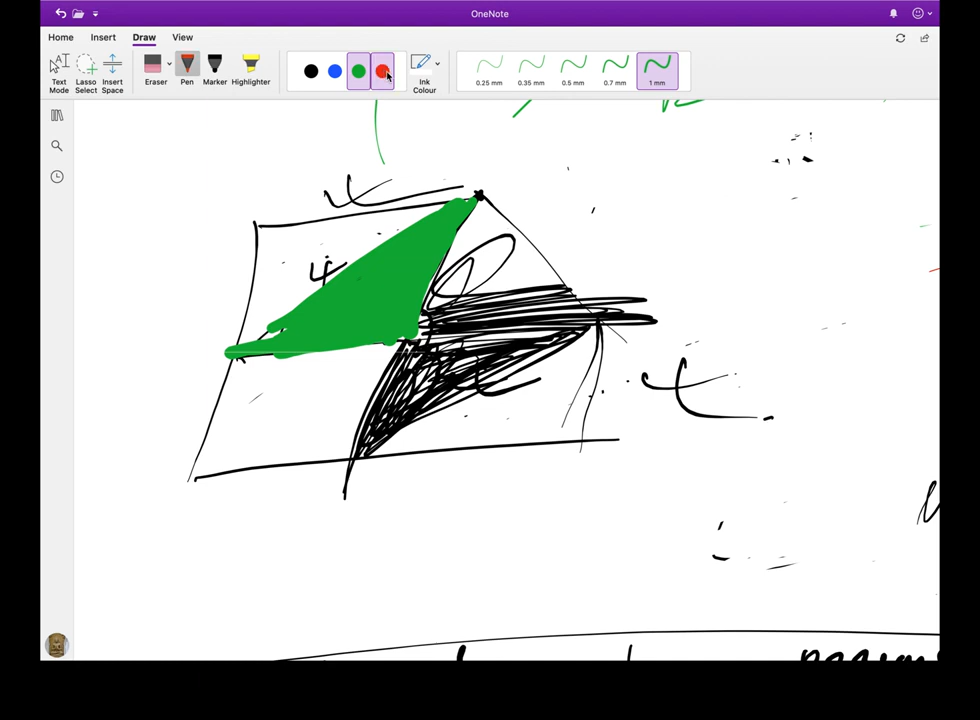 OneNote
Home Insert Draw View
Text Mode Lasso Select Insert Space Eraser Pen Marker Highlighter Ink Colour 0.25 mm 0.35 mm 0.5 mm 0.7 mm 1 mm
4